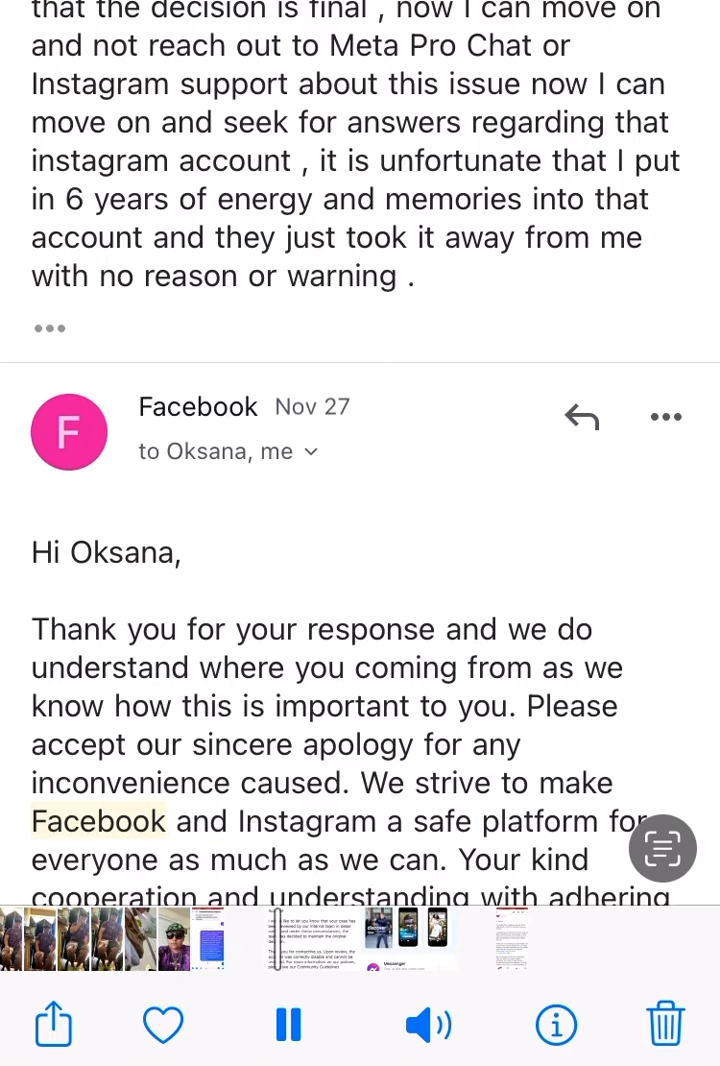 that the decision is final , now I can move on
and not reach out to Meta Pro Chat or
Instagram support about this issue now I can
move on and seek for answers regarding that
instagram account , it is unfortunate that I put
in 6 years of energy and memories into that
account and they just took it away from me
with no reason or warning .
•••
Facebook Nov 27
F
to Oksana, me
Hi Oksana,
Thank you for your response and we do
understand where you coming from as we
know how this is important to you. Please
accept our sincere apology for any
inconvenience caused. We strive to make
Facebook and Instagram a safe platform for
everyone as much as we can. Your kind
cooperation and understanding with adhering